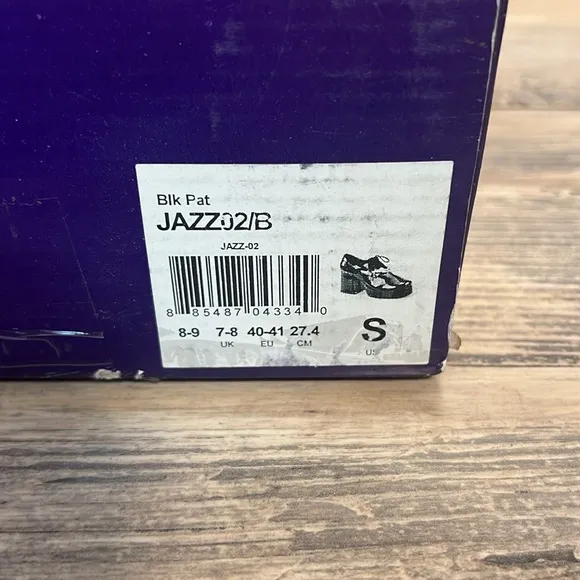 Blk Pat
JAZZ02/B
JAZZ-02
8 85487 04334 0
8-9 7-8 40-41 27.4 S
UK EU CM US